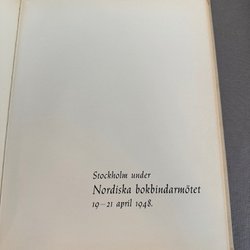 Stockholm under
Nordiska bokbindarmötet
19–21 april 1948.